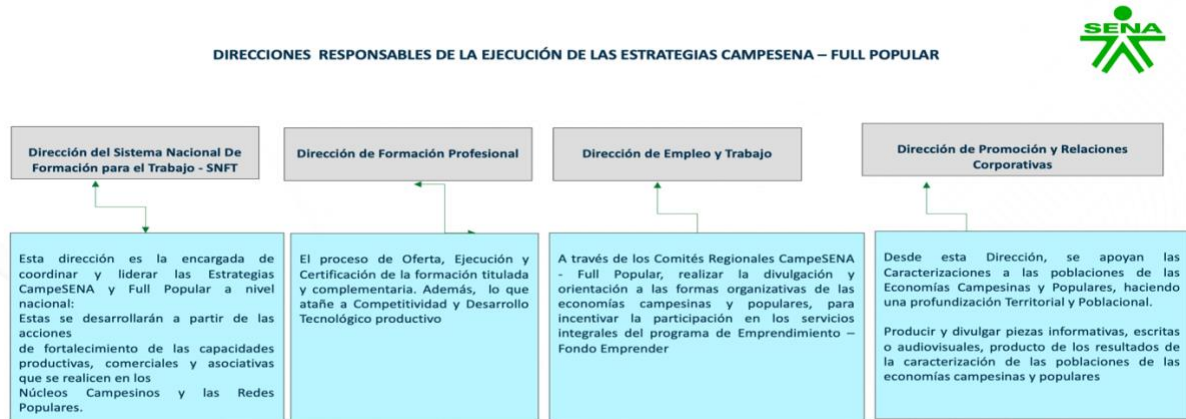 SENA
DIRECCIONES RESPONSABLES DE LA EJECUCIÓN DE LAS ESTRATEGIAS CAMPESENA – FULL POPULAR
Dirección del Sistema Nacional De
Formación para el Trabajo - SNFT
Esta dirección es la encargada de
coordinar y liderar las Estrategias
CampeSENA y Full Popular a nivel
nacional:
Estas se desarrollarán a partir de las
acciones
de fortalecimiento de las capacidades
productivas, comerciales y asociativas
que se realicen en los
Núcleos Campesinos y las Redes
Populares.
Dirección de Formación Profesional
El proceso de Oferta, Ejecución y
Certificación de la formación titulada
y complementaria. Además, lo que
atañe a Competitividad y Desarrollo
Tecnológico productivo
Dirección de Empleo y Trabajo
A través de los Comités Regionales CampeSENA
- Full Popular, realizar la divulgación y
orientación a las formas organizativas de las
economías campesinas y populares, para
incentivar la participación en los servicios
integrales del programa de Emprendimiento –
Fondo Emprender
Dirección de Promoción y Relaciones
Corporativas
Desde esta Dirección, se apoyan las
Caracterizaciones a las poblaciones de las
Economías Campesinas y Populares, haciendo
una profundización Territorial y Poblacional.
Producir y divulgar piezas informativas, escritas
o audiovisuales, producto de los resultados de
la caracterización de las poblaciones de las
economías campesinas y populares